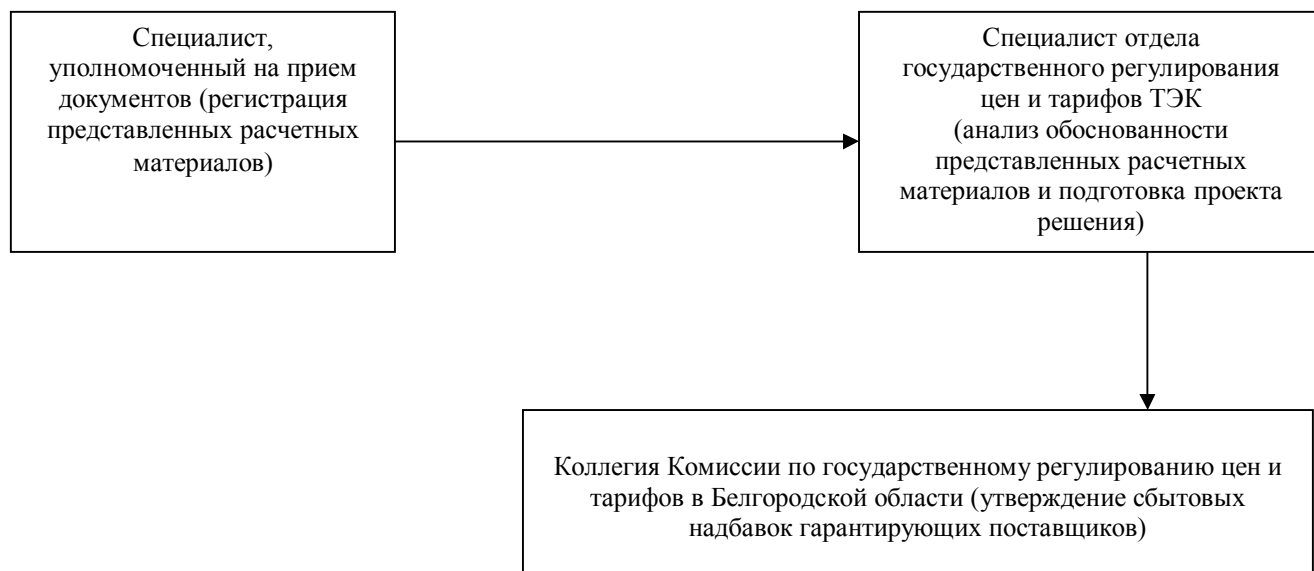 Специалист,
уполномоченный на прием
документов (регистрация
представленных расчетных
материалов)
Специалист отдела
государственного регулирования
цен и тарифов ТЭК
(анализ обоснованности
представленных расчетных
материалов и подготовка проекта
решения)
Коллегия Комиссии по государственному регулированию цен и
тарифов в Белгородской области (утверждение сбытовых
надбавок гарантирующих поставщиков)